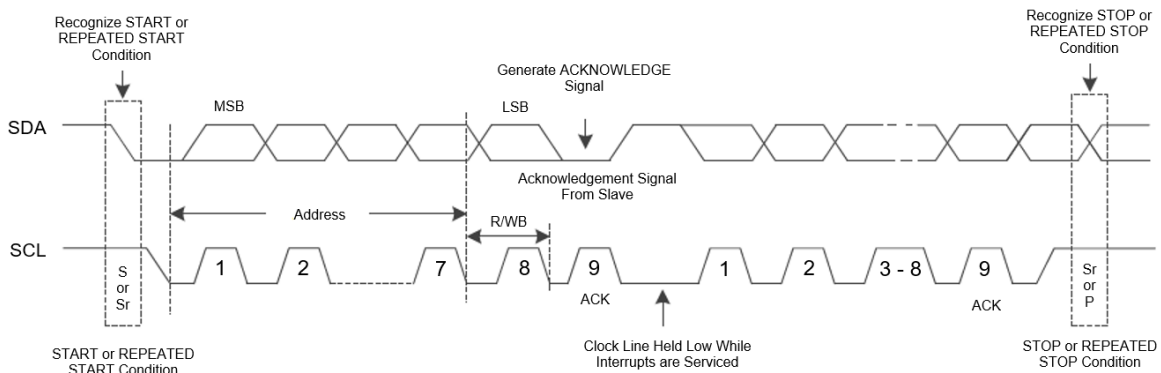 Recognize START or
REPEATED START
Condition
Recognize STOP or
REPEATED STOP
Condition
Generate ACKNOWLEDGE
Signal
MSB
LSB
SDA
Acknowledgement Signal
From Slave
Address
R/WB
SCL
S
or
Sr
1
2
7
8
9
1
2
3 - 8
9
Sr
or
P
ACK
ACK
START or REPEATED
START Condition
Clock Line Held Low While
Interrupts are Serviced
STOP or REPEATED
STOP Condition